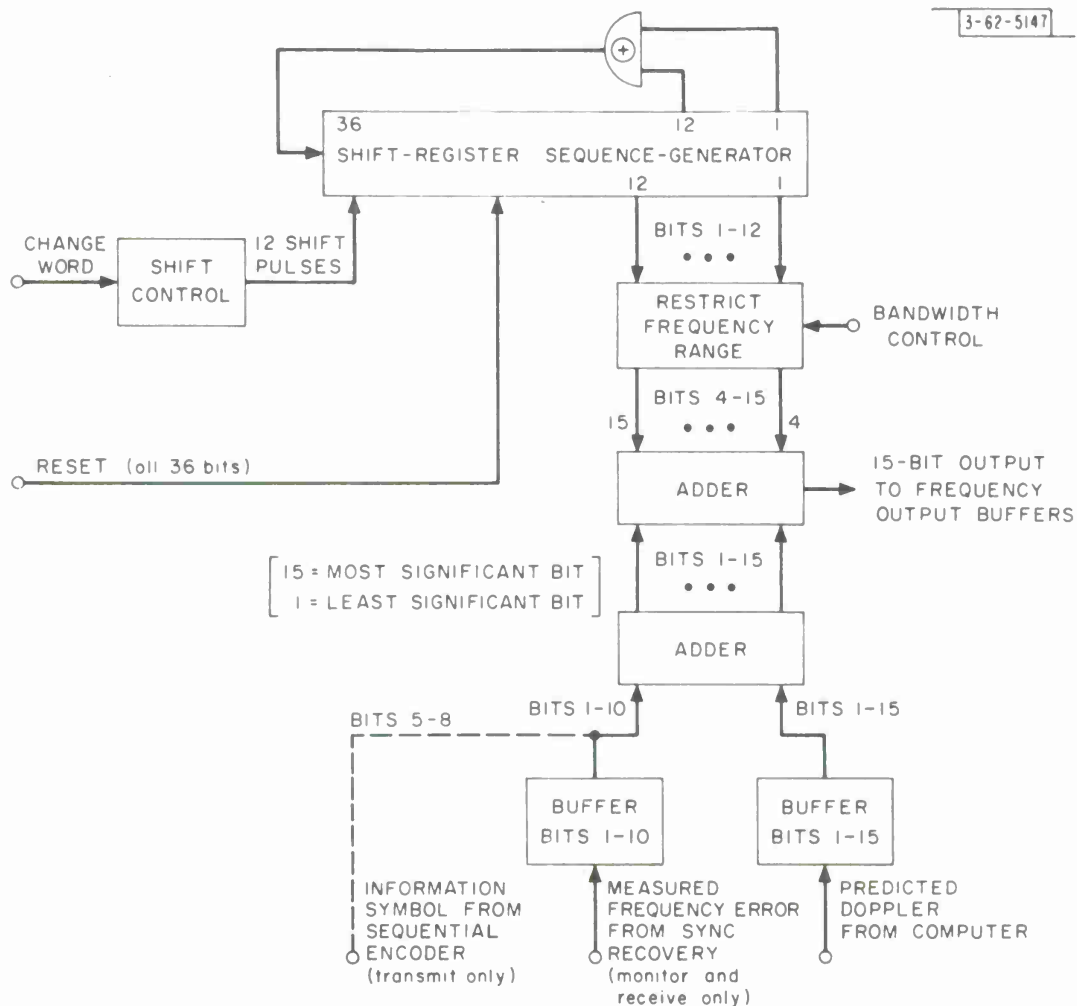 3-62-5147
+
36 12 1
SHIFT-REGISTER SEQUENCE-GENERATOR
12 1
CHANGE
WORD
SHIFT
CONTROL
12 SHIFT
PULSES
BITS 1-12
• • •
RESTRICT
FREQUENCY
RANGE
BANDWIDTH
CONTROL
15 BITS 4-15 4
• • •
RESET (all 36 bits)
ADDER
15-BIT OUTPUT
TO FREQUENCY
OUTPUT BUFFERS
15 = MOST SIGNIFICANT BIT
1 = LEAST SIGNIFICANT BIT
BITS 1-15
• • •
ADDER
BITS 5-8
BITS 1-10
BITS 1-15
BUFFER
BITS 1-10
BUFFER
BITS 1-15
INFORMATION
SYMBOL FROM
SEQUENTIAL
ENCODER
(transmit only)
MEASURED
FREQUENCY ERROR
FROM SYNC
RECOVERY
(monitor and
receive only)
PREDICTED
DOPPLER
FROM COMPUTER